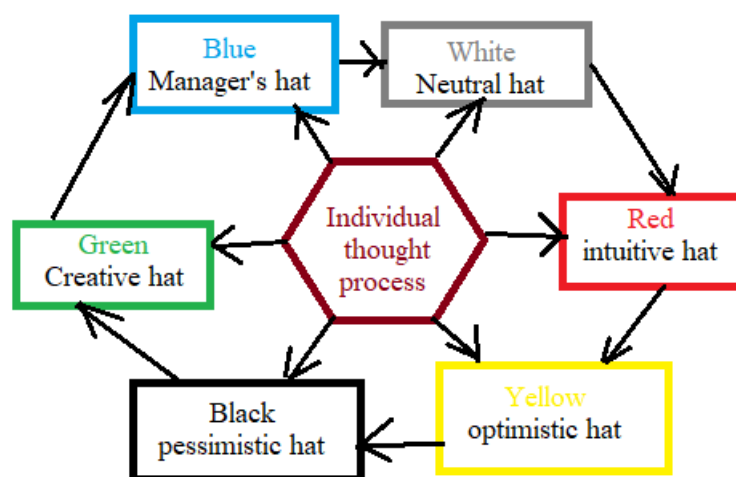 Blue
Manager's hat
White
Neutral hat
Individual
thought
process
Red
intuitive hat
Green
Creative hat
Black
pessimistic hat
Yellow
optimistic hat